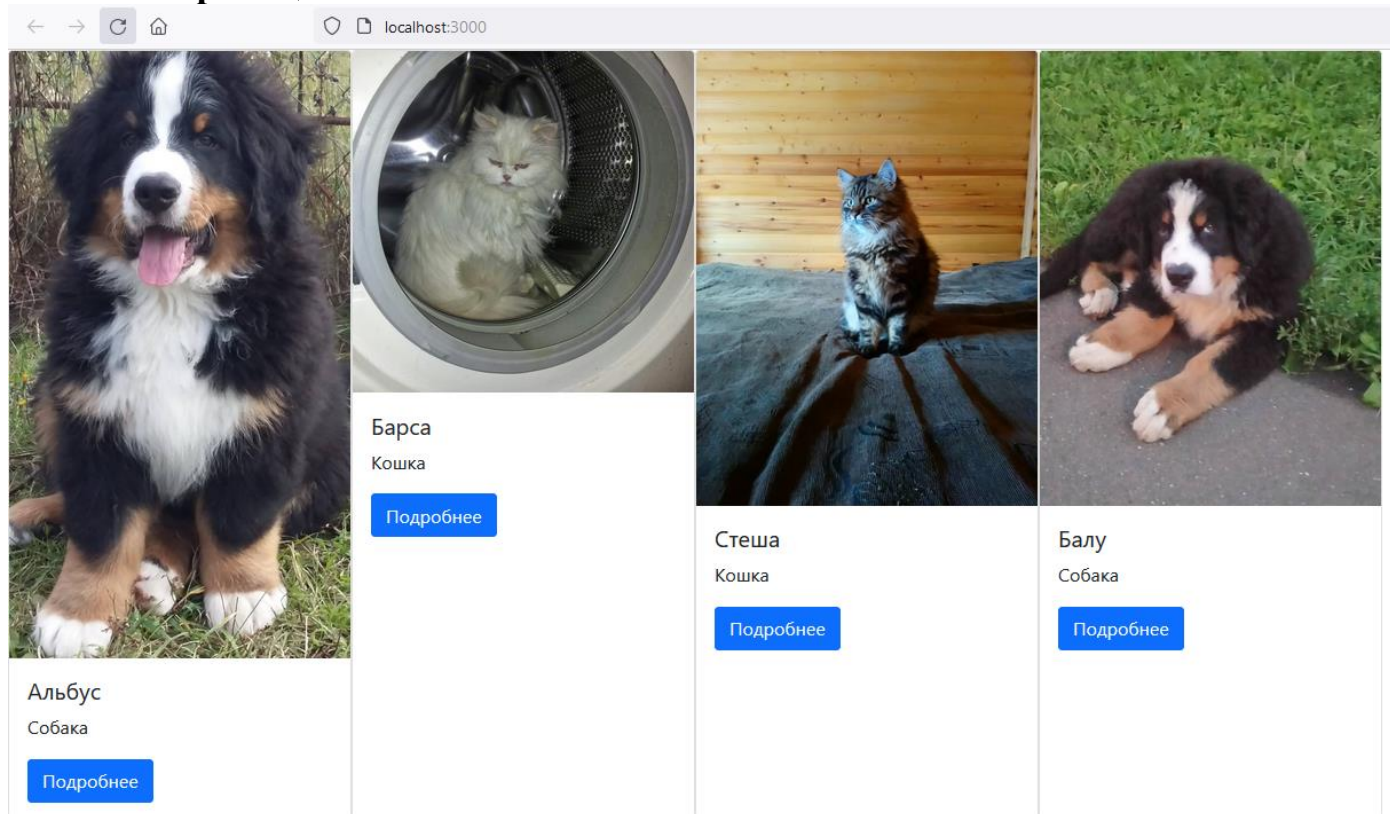 localhost:3000
Альбус
Собака
Подробнее
Барса
Кошка
Подробнее
Стеша
Кошка
Подробнее
Балу
Собака
Подробнее